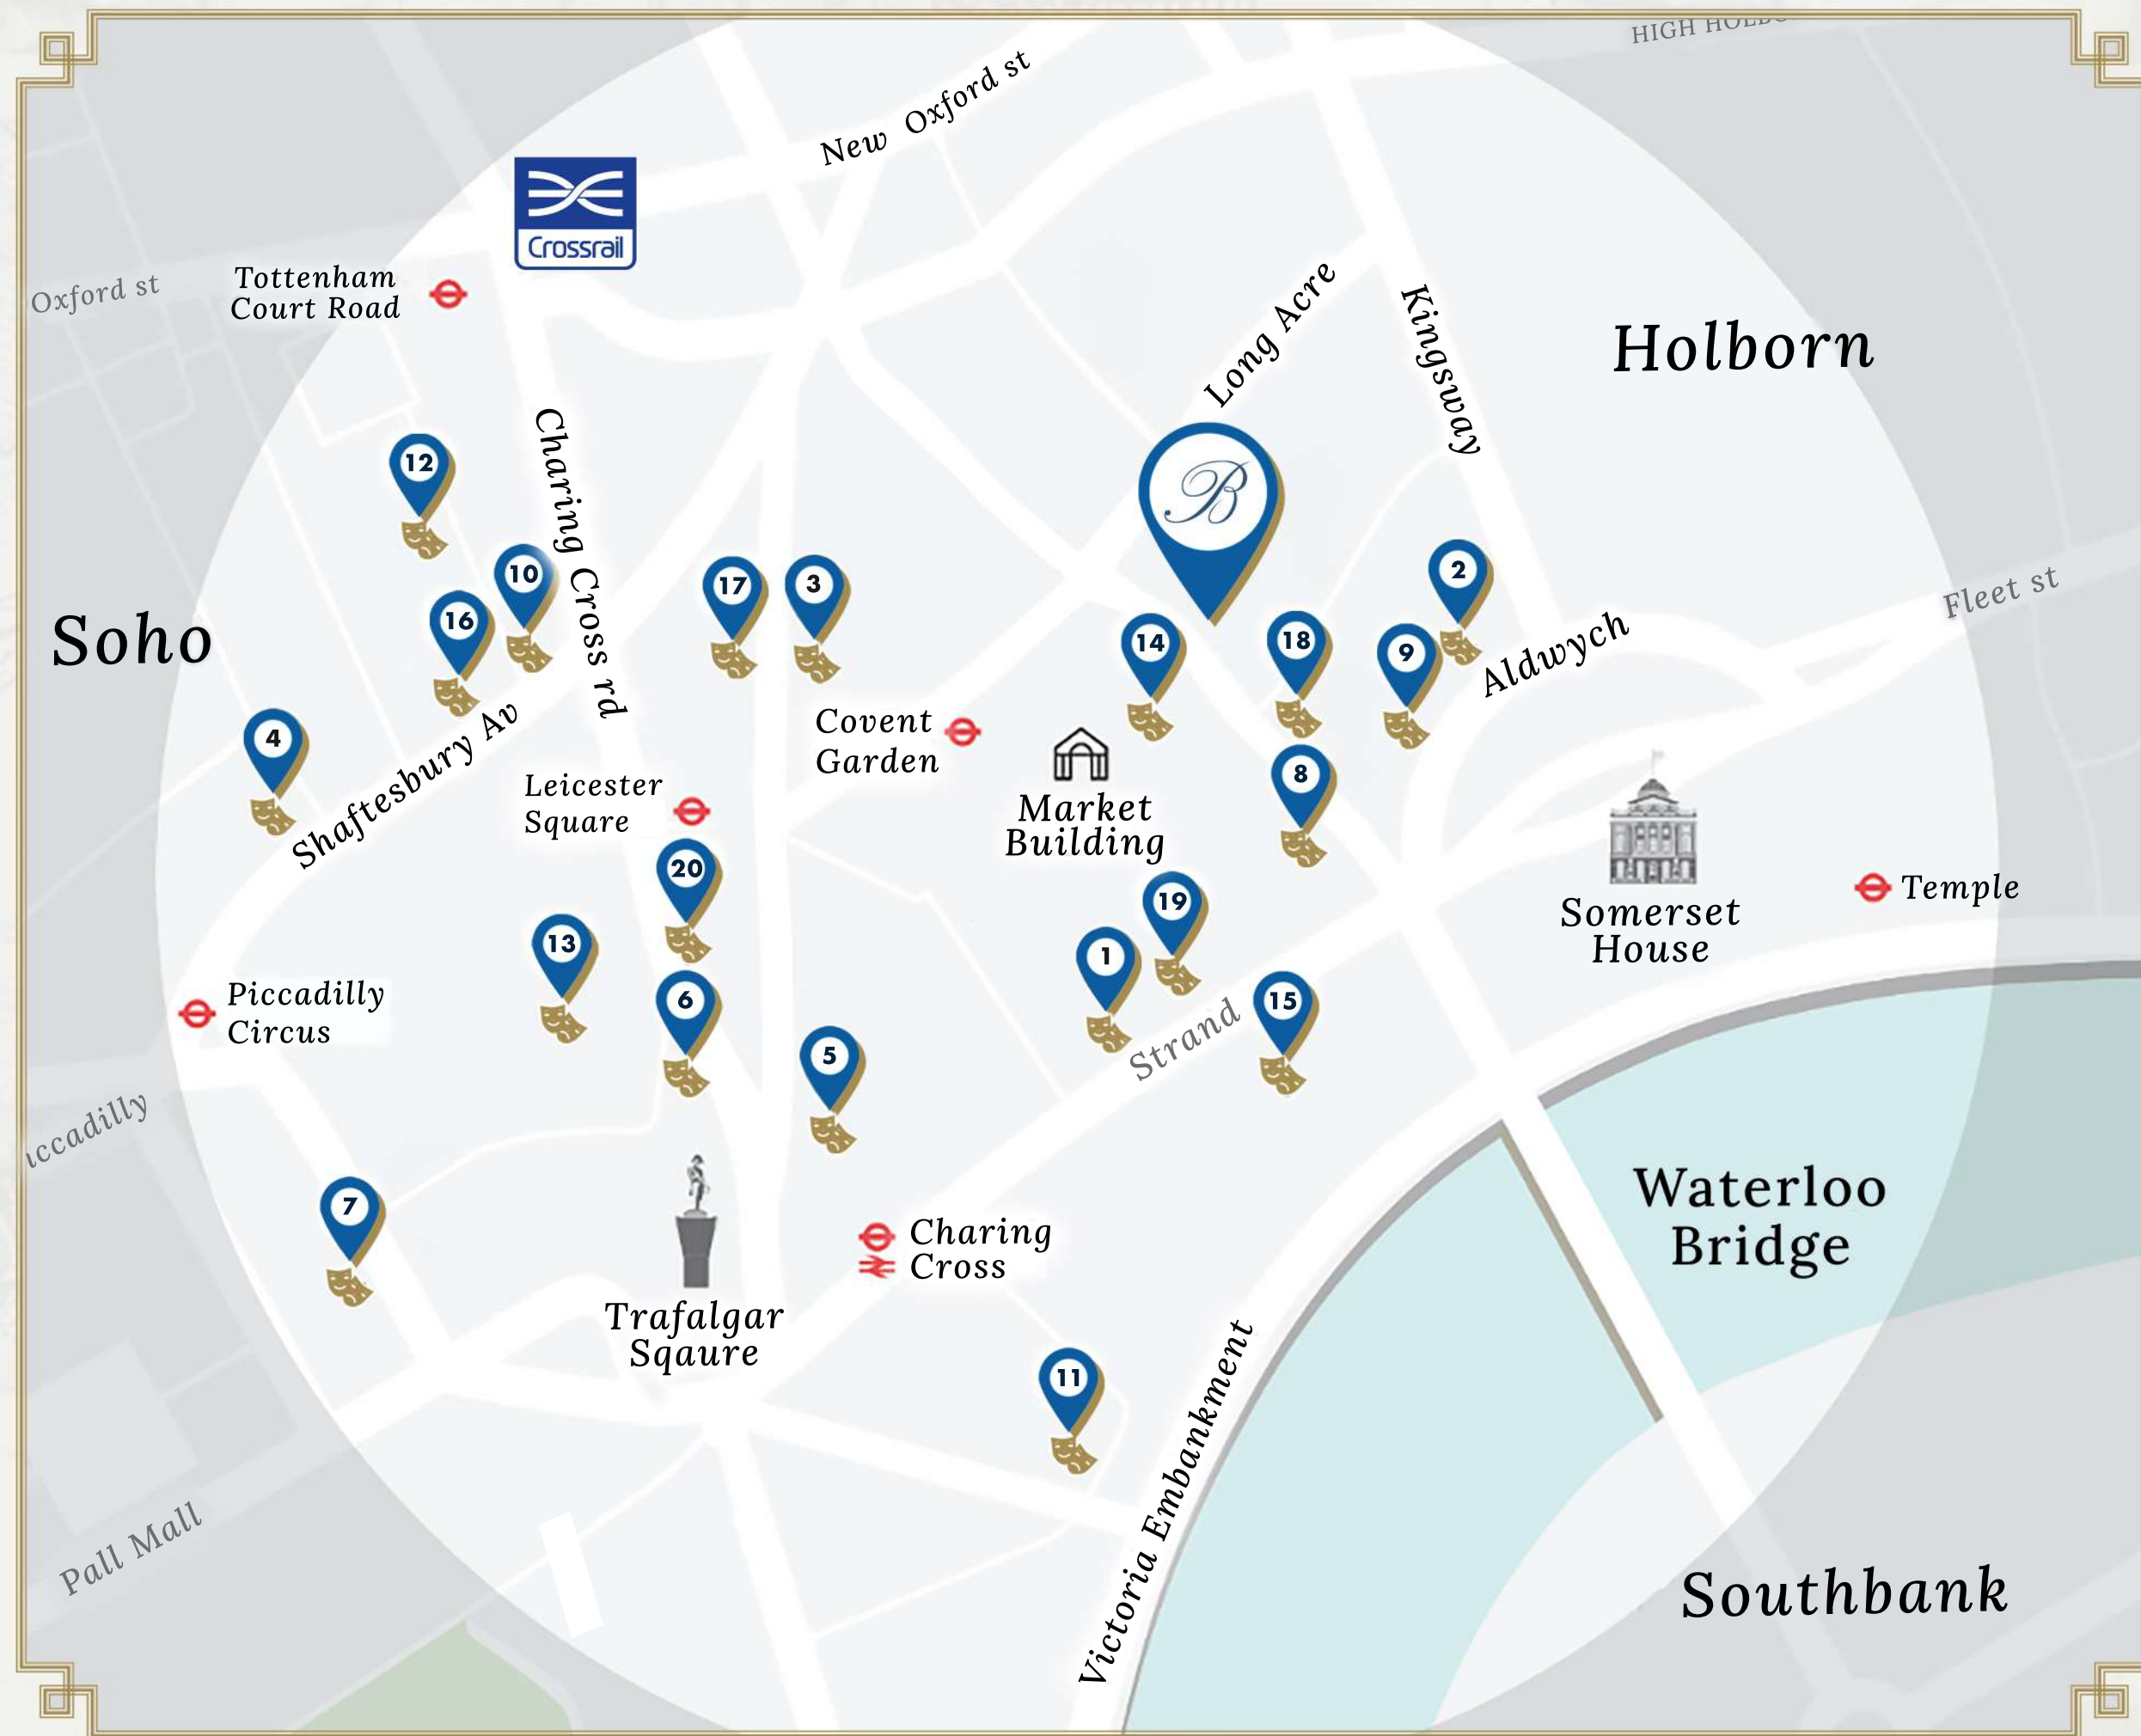 HIGH HOLBO
New Oxford st
Crossrail
Tottenham
Court Road
Oxford st
Long Acre
Kingsway
Holborn
Charing Cross rd
12
B
10
17
3
2
16
Soho
14
18
9
Aldwych
Fleet st
4
Shaftesbury Av
Covent
Garden
Leicester
Square
8
Market
Building
20
19
Somerset
House
Temple
13
1
6
15
Strand
Piccadilly
Circus
5
iccadilly
7
Waterloo
Bridge
Charing
Cross
Trafalgar
Sqaure
11
Victoria Embankment
Pall Mall
Southbank